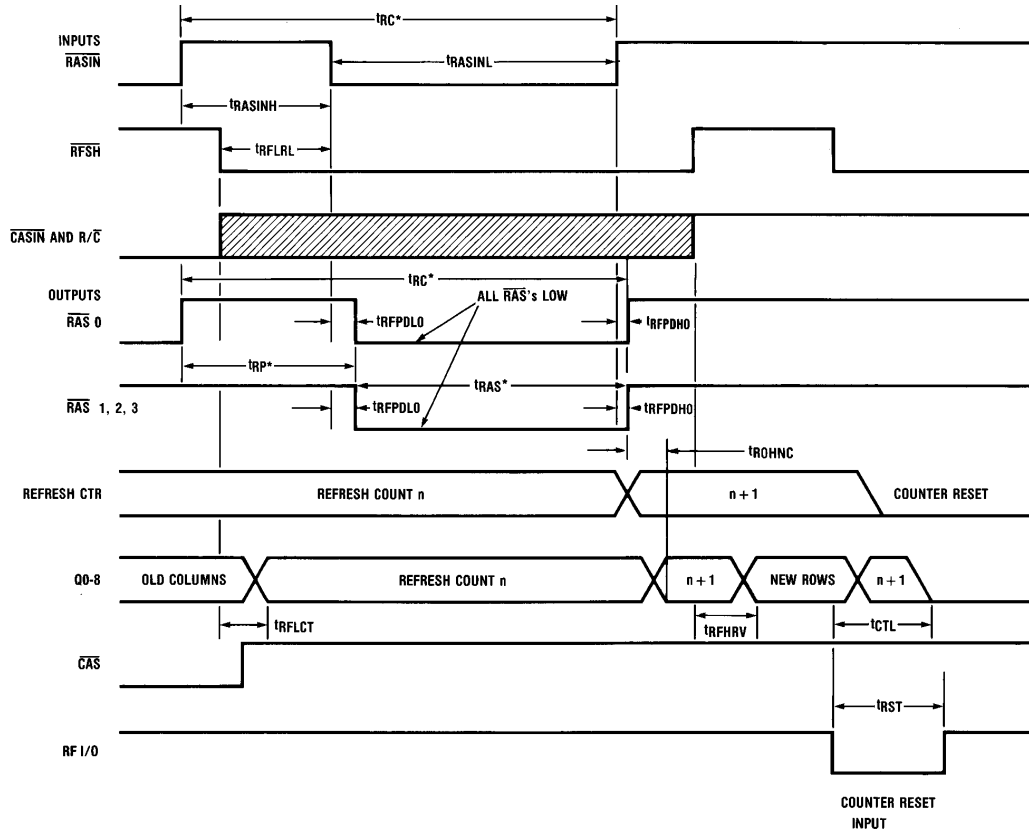 tRC*
INPUTS
RASIN
tRASINL
tRASINH
RFSH
tRFLRL
CASIN AND R/C
tRC*
OUTPUTS
ALL RAS's LOW
RAS 0
tRFPDL0
tRFPDH0
tRP*
tRAS*
RAS 1, 2, 3
tRFPDL0
tRFPDH0
tROHNC
REFRESH CTR
REFRESH COUNT n
n + 1
COUNTER RESET
Q0-8
OLD COLUMNS
REFRESH COUNT n
n + 1
NEW ROWS
n + 1
tRFLCT
tRFHRV
tCTL
CAS
tRST
RF I/O
COUNTER RESET
INPUT